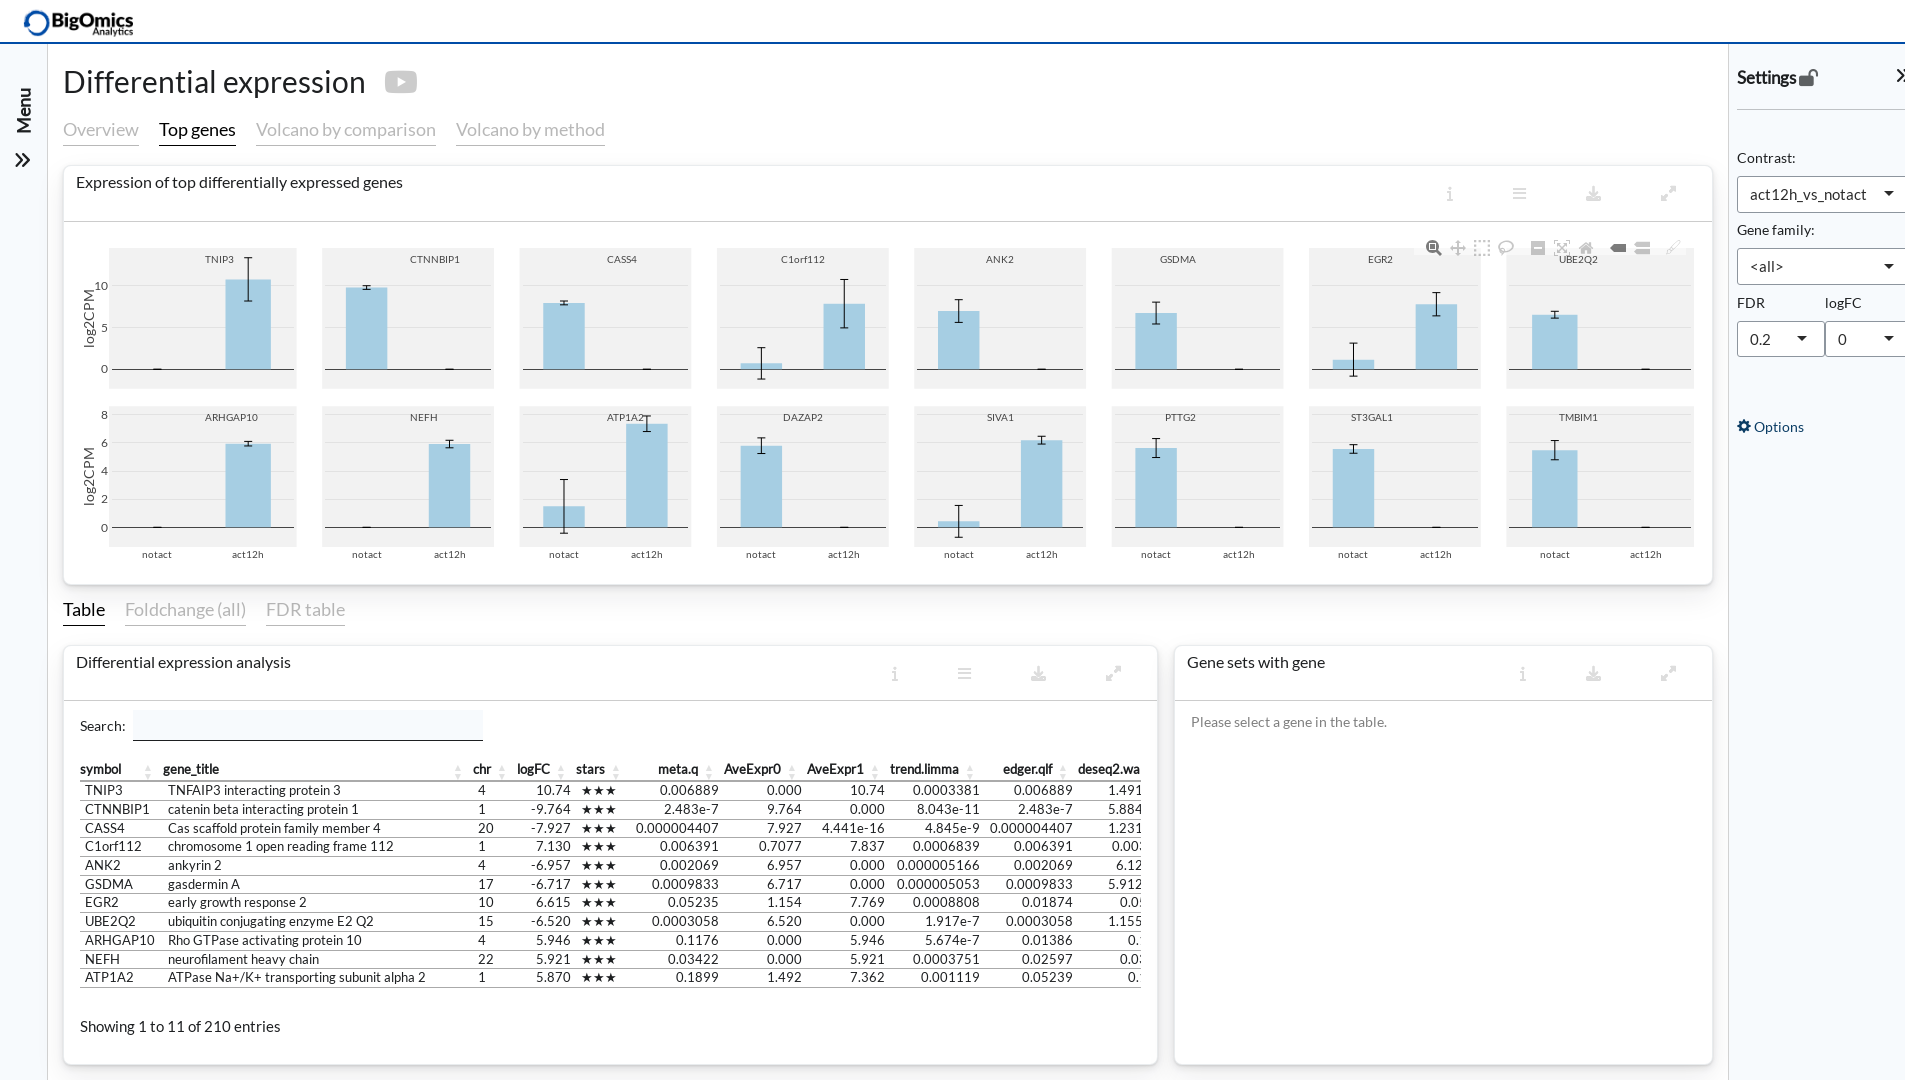 BigOmics
Analytics
Menu
Differential expression
Overview Top genes Volcano by comparison Volcano by method
Expression of top differentially expressed genes
TNIP3 CTNNBIP1 CASS4 C1orf112 ANK2 GSDMA EGR2 UBE2Q2
log2CPM
10
5
0
ARHGAP10 NEFH ATP1A2 DAZAP2 SIVA1 PTTG2 ST3GAL1 TMBIM1
log2CPM
8
6
4
2
0
notact act12h notact act12h notact act12h notact act12h notact act12h notact act12h notact act12h notact act12h
Table Foldchange (all) FDR table
Differential expression analysis
Search:
symbol gene_title chr logFC stars meta.q AveExpr0 AveExpr1 trend.limma edger.qlf deseq2.wa
TNIP3 TNFAIP3 interacting protein 3 4 10.74 ★★★ 0.006889 0.000 10.74 0.0003381 0.006889 1.491
CTNNBIP1 catenin beta interacting protein 1 1 -9.764 ★★★ 2.483e-7 9.764 0.000 8.043e-11 2.483e-7 5.884
CASS4 Cas scaffold protein family member 4 20 -7.927 ★★★ 0.000004407 7.927 4.441e-16 4.845e-9 0.000004407 1.231
C1orf112 chromosome 1 open reading frame 112 1 7.130 ★★★ 0.006391 0.7077 7.837 0.0006839 0.006391 0.00
ANK2 ankyrin 2 4 -6.957 ★★★ 0.002069 6.957 0.000 0.000005166 0.002069 6.12
GSDMA gasdermin A 17 -6.717 ★★★ 0.0009833 6.717 0.000 0.000005053 0.0009833 5.912
EGR2 early growth response 2 10 6.615 ★★★ 0.05235 1.154 7.769 0.0008808 0.01874 0.0
UBE2Q2 ubiquitin conjugating enzyme E2 Q2 15 -6.520 ★★★ 0.0003058 6.520 0.000 1.917e-7 0.0003058 1.155
ARHGAP10 Rho GTPase activating protein 10 4 5.946 ★★★ 0.1176 0.000 5.946 5.674e-7 0.01386 0.
NEFH neurofilament heavy chain 22 5.921 ★★★ 0.03422 0.000 5.921 0.0003751 0.02597 0.0
ATP1A2 ATPase Na+/K+ transporting subunit alpha 2 1 5.870 ★★★ 0.1899 1.492 7.362 0.001119 0.05239 0.
Showing 1 to 11 of 210 entries
Gene sets with gene
Please select a gene in the table.
Settings
Contrast:
act12h_vs_notact
Gene family:
<all>
FDR logFC
0.2 0
Options